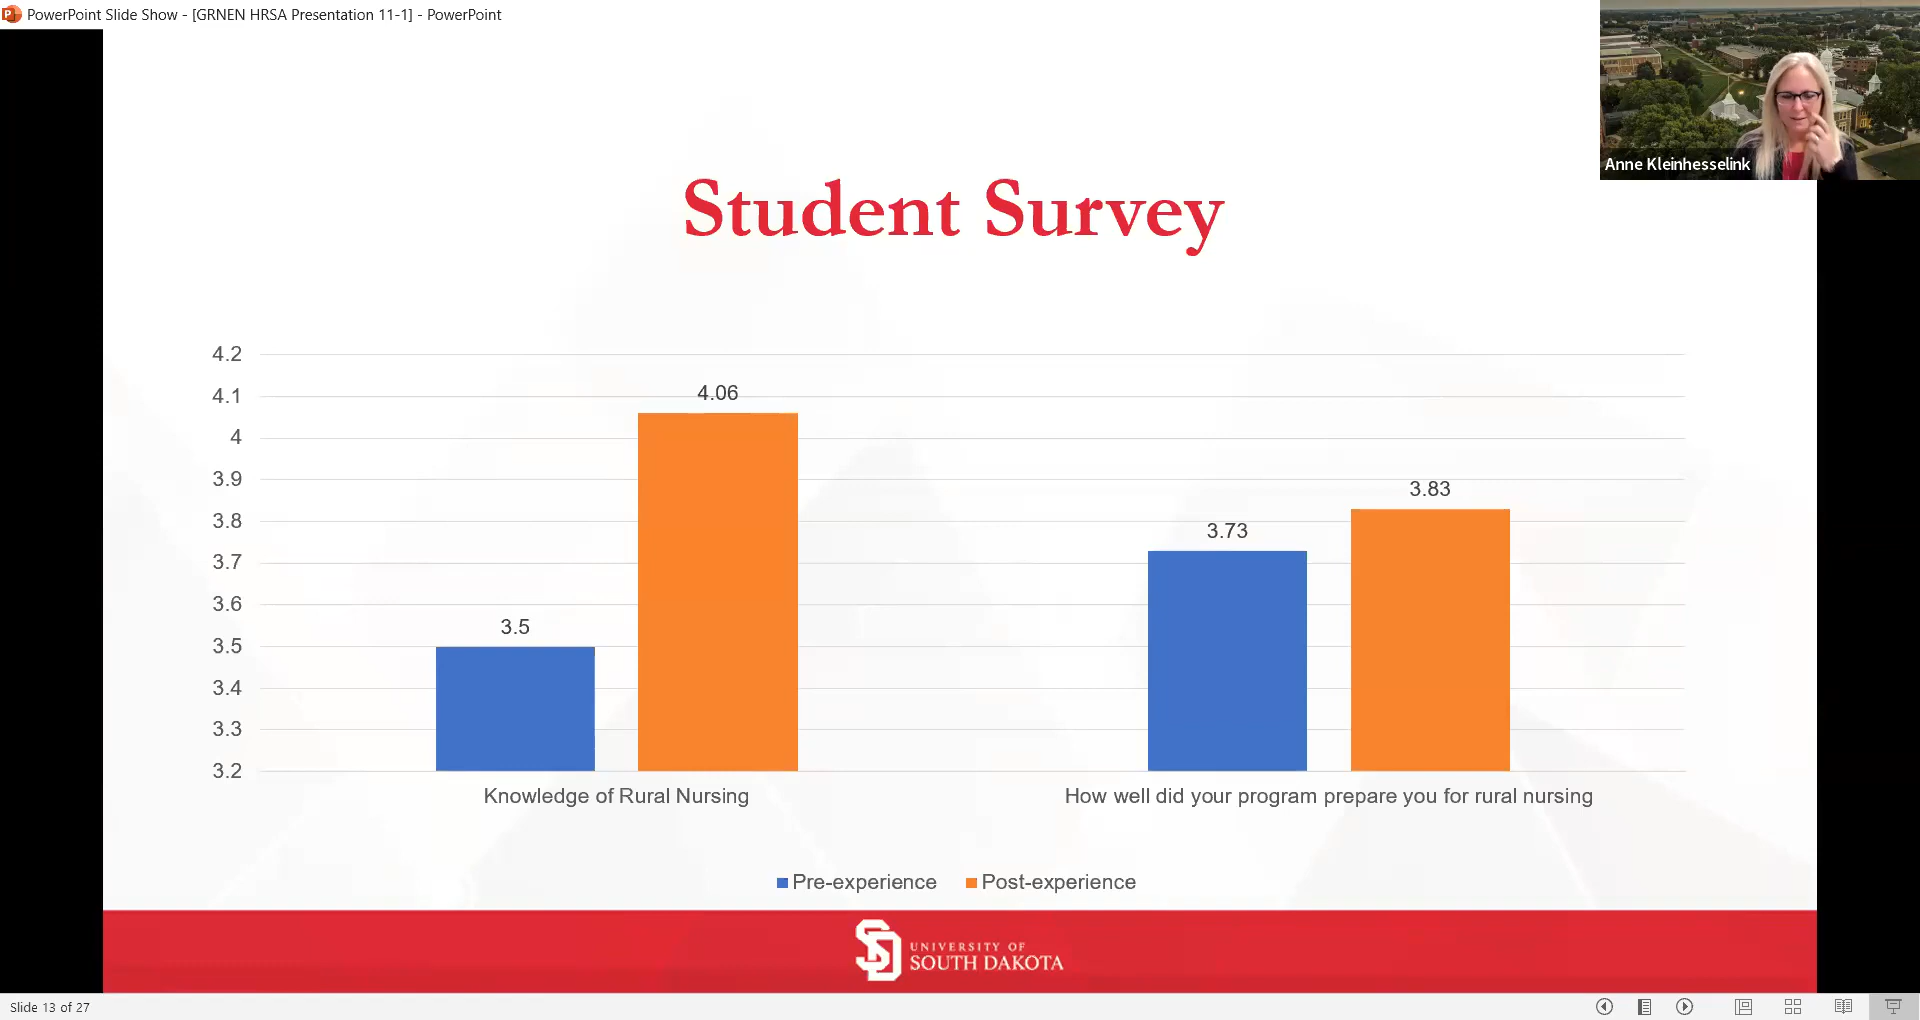 PowerPoint Slide Show - [GRNEN HRSA Presentation 11-1] - PowerPoint
Anne Kleinhesselink
Student Survey
4.2
4.1
4
3.9
3.8
3.7
3.6
3.5
3.4
3.3
3.2
3.5
4.06
3.73
3.83
Knowledge of Rural Nursing
How well did your program prepare you for rural nursing
Pre-experience
Post-experience
UNIVERSITY OF
SOUTH DAKOTA
Slide 13 of 27